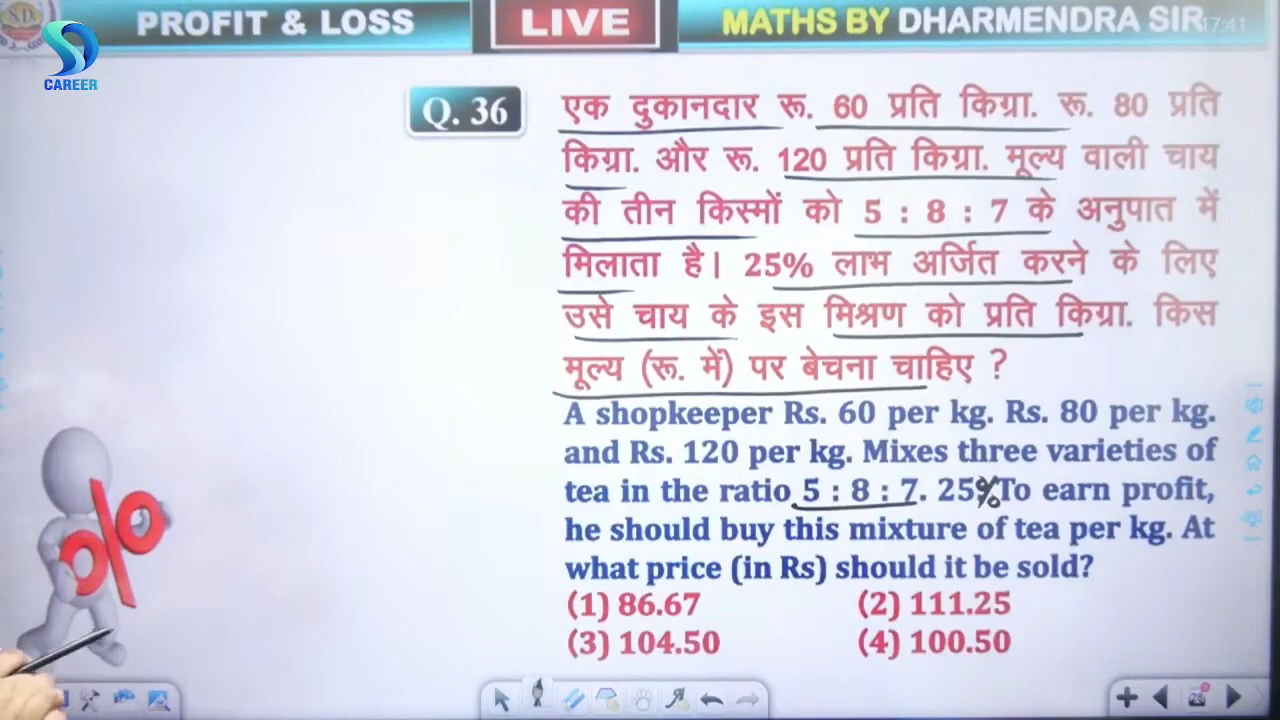 PROFIT & LOSS
LIVE
MATHS BY DHARMENDRA SIR
17:41
CAREER
Q. 36
एक दुकानदार रू. 60 प्रति किग्रा. रू. 80 प्रति
किग्रा. और रू. 120 प्रति किग्रा. मूल्य वाली चाय
की तीन किस्मों को 5 : 8 : 7 के अनुपात में
मिलाता है। 25% लाभ अर्जित करने के लिए
उसे चाय के इस मिश्रण को प्रति किग्रा. किस
मूल्य (रू. में) पर बेचना चाहिए ?
A shopkeeper Rs. 60 per kg. Rs. 80 per kg.
and Rs. 120 per kg. Mixes three varieties of
tea in the ratio 5 : 8 : 7. 25% To earn profit,
he should buy this mixture of tea per kg. At
what price (in Rs) should it be sold?
(1) 86.67 (2) 111.25
(3) 104.50 (4) 100.50
28